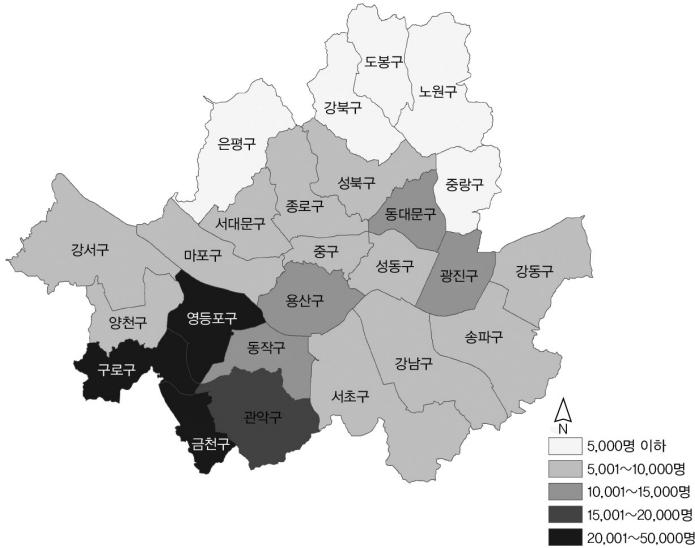 도봉구
노원구
강북구
은평구
성북구
중랑구
종로구
동대문구
서대문구
강서구
마포구
중구
성동구
광진구
강동구
용산구
양천구
영등포구
송파구
동작구
구로구
강남구
서초구
관악구
금천구
N
5,000명 이하
5,001~10,000명
10,001~15,000명
15,001~20,000명
20,001~50,000명